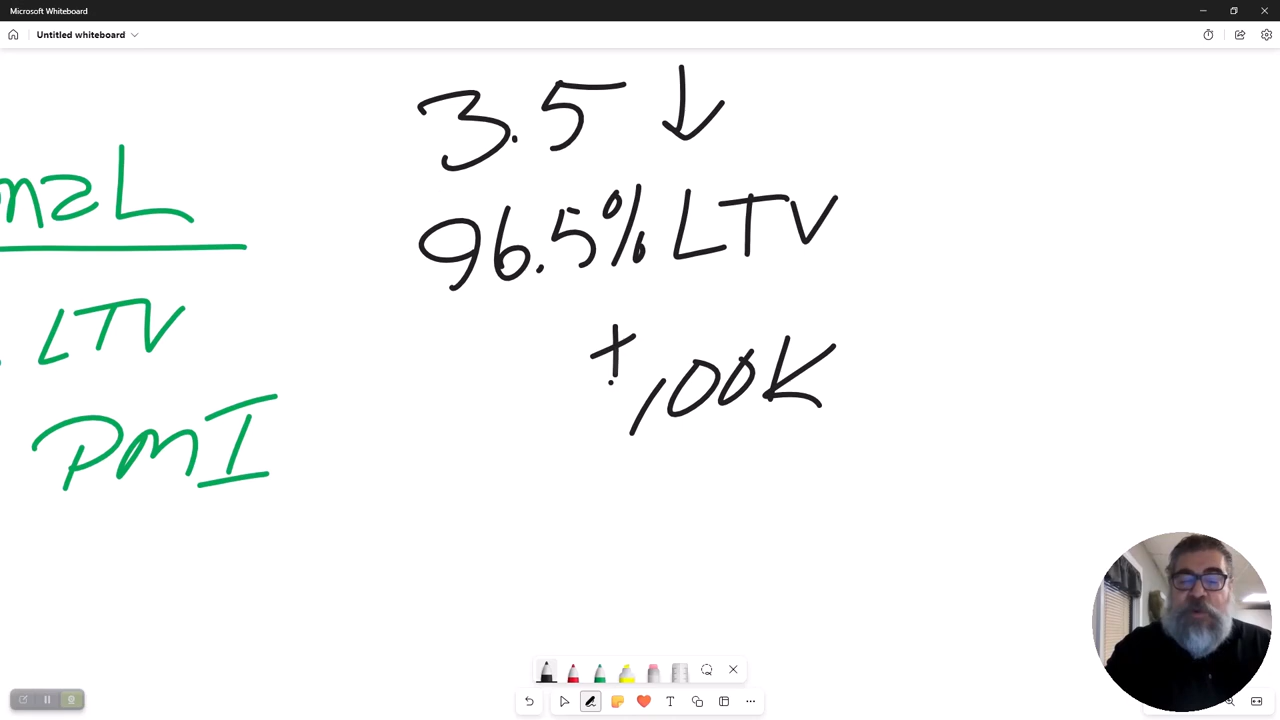 Microsoft Whiteboard
Untitled whiteboard
3.5 ↓
96.5% LTV
+
100K
LTV
PMI
T